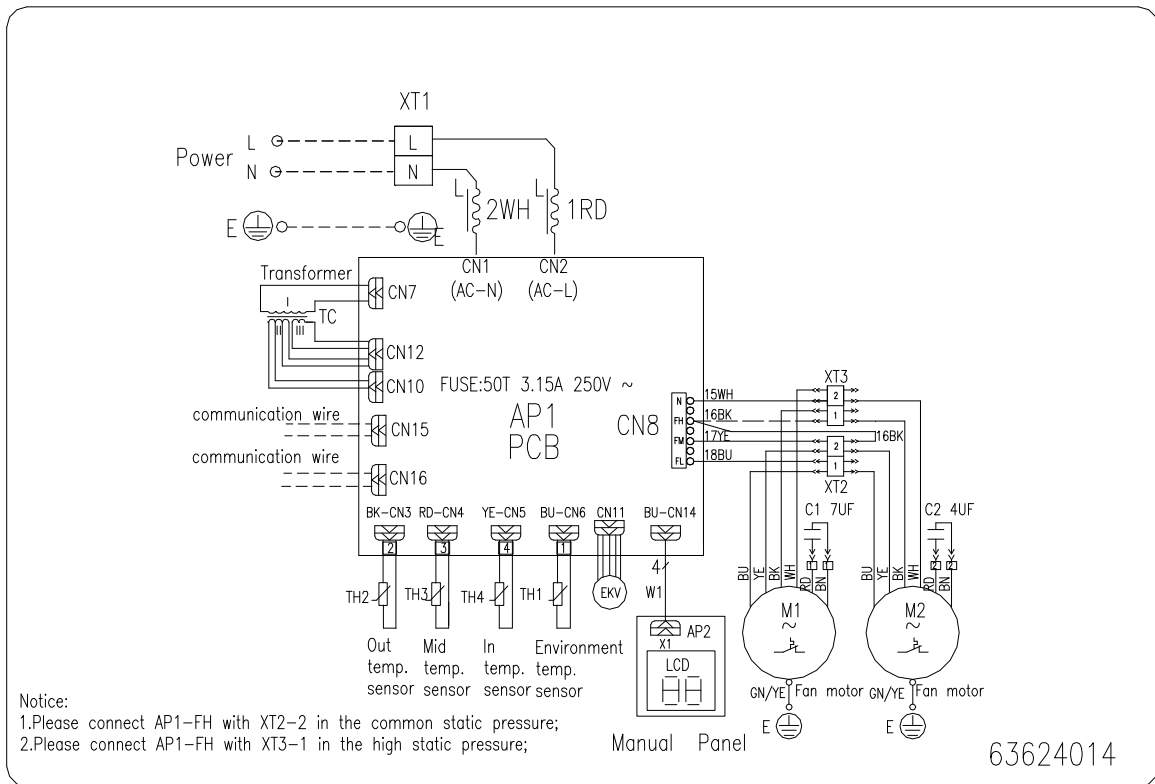 XT1
Power
L
L
N
N
E
E
L
2WH
L
1RD
CN1
(AC-N)
CN2
(AC-L)
Transformer
I
II
III
TC
CN7
CN12
CN10
FUSE:50T 3.15A 250V ~
AP1
PCB
CN8
N
FH
FM
FL
15WH
16BK
17YE
18BU
16BK
XT3
2
1
2
1
XT2
communication wire
CN15
communication wire
CN16
BK-CN3
RD-CN4
YE-CN5
BU-CN6
CN11
BU-CN14
2
3
4
1
TH2
TH3
TH4
TH1
EKV
4
W1
Out
temp.
sensor
Mid
temp.
sensor
In
temp.
sensor
Environment
temp.
sensor
X1
AP2
LCD
88
Manual Panel
C1 7UF
C2 4UF
BU
YE
BK
WH
RD
BN
1
1
BU
YE
BK
WH
RD
BN
2
2
M1
~
M2
~
GN/YE
Fan motor
GN/YE
Fan motor
E
E
Notice:
1.Please connect AP1-FH with XT2-2 in the common static pressure;
2.Please connect AP1-FH with XT3-1 in the high static pressure;
63624014